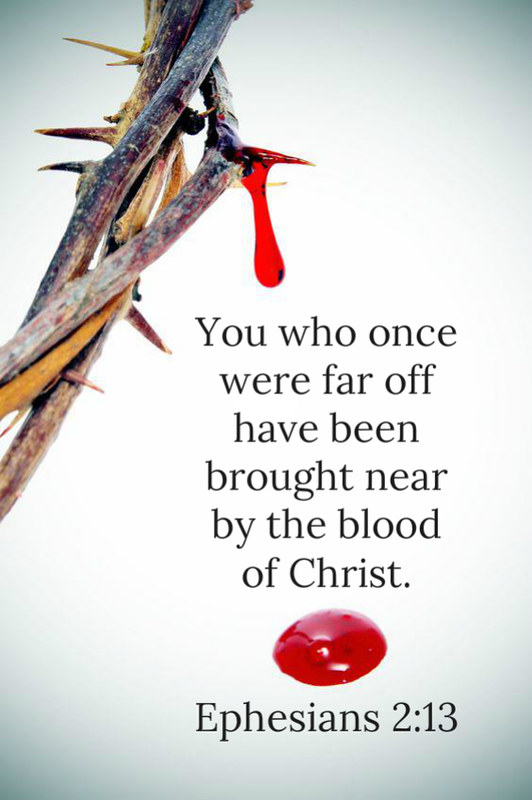 You who once
were far off
have been
brought near
by the blood
of Christ.
Ephesians 2:13